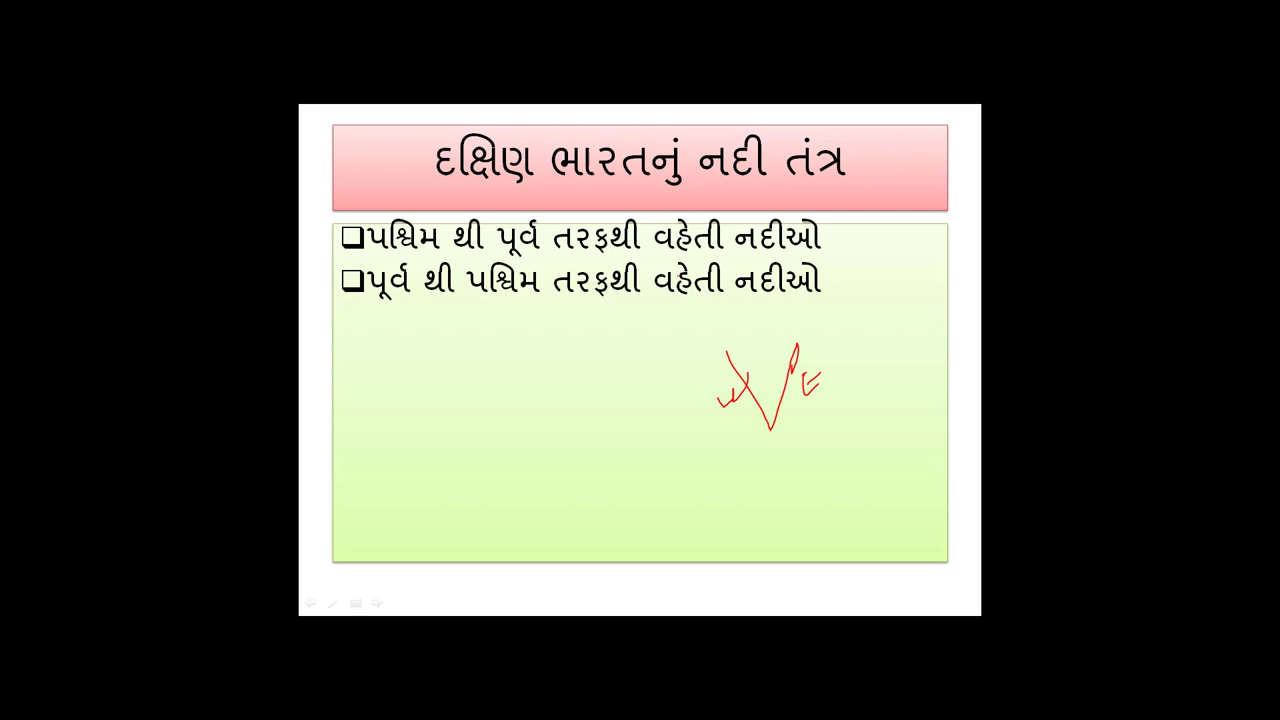 દક્ષિણ ભારતનું નદી તંત્ર
❑પશ્ચિમ થી પૂર્વ તરફથી વહેતી નદીઓ
❑પૂર્વ થી પશ્ચિમ તરફથી વહેતી નદીઓ
E